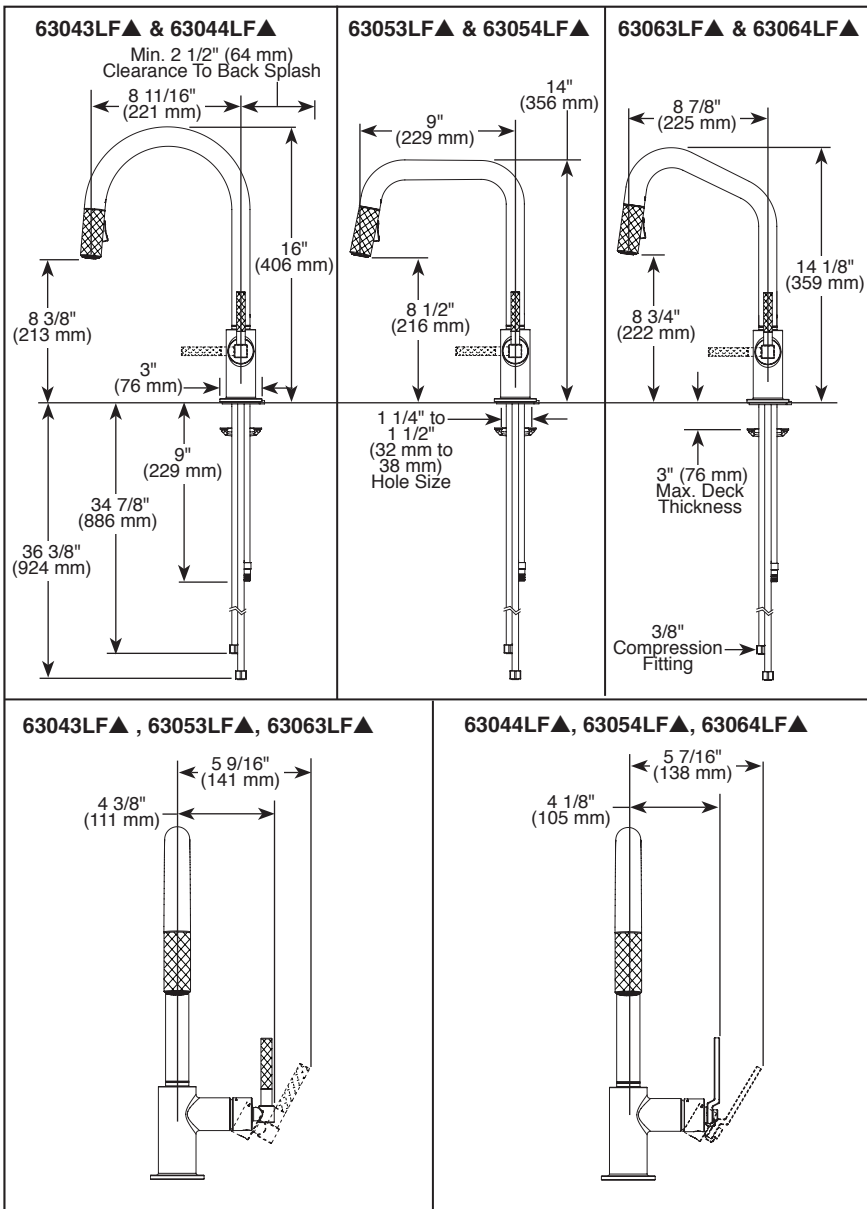 63043LF▲ & 63044LF▲
Min. 2 1/2" (64 mm)
Clearance To Back Splash
8 11/16"
(221 mm)
16"
(406 mm)
8 3/8"
(213 mm)
3"
(76 mm)
9"
(229 mm)
34 7/8"
(886 mm)
36 3/8"
(924 mm)
63053LF▲ & 63054LF▲
14"
(356 mm)
9"
(229 mm)
8 1/2"
(216 mm)
1 1/4" to
1 1/2"
(32 mm to
38 mm)
Hole Size
63063LF▲ & 63064LF▲
8 7/8"
(225 mm)
14 1/8"
(359 mm)
8 3/4"
(222 mm)
3" (76 mm)
Max. Deck
Thickness
3/8"
Compression
Fitting
63043LF▲ , 63053LF▲, 63063LF▲
5 9/16"
(141 mm)
4 3/8"
(111 mm)
63044LF▲, 63054LF▲, 63064LF▲
5 7/16"
(138 mm)
4 1/8"
(105 mm)